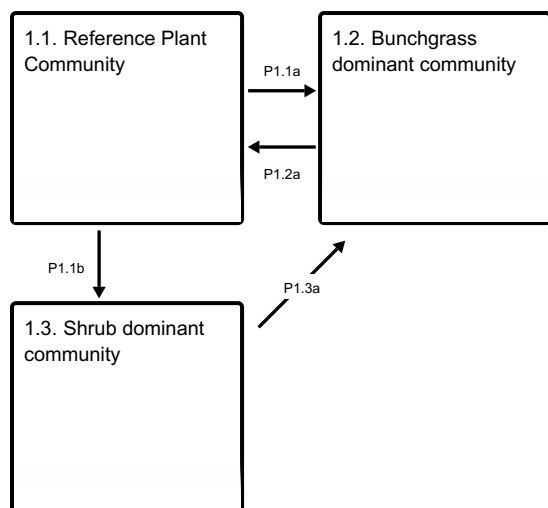 1.1. Reference Plant
Community
P1.1a
1.2. Bunchgrass
dominant community
P1.2a
P1.1b
P1.3a
1.3. Shrub dominant
community